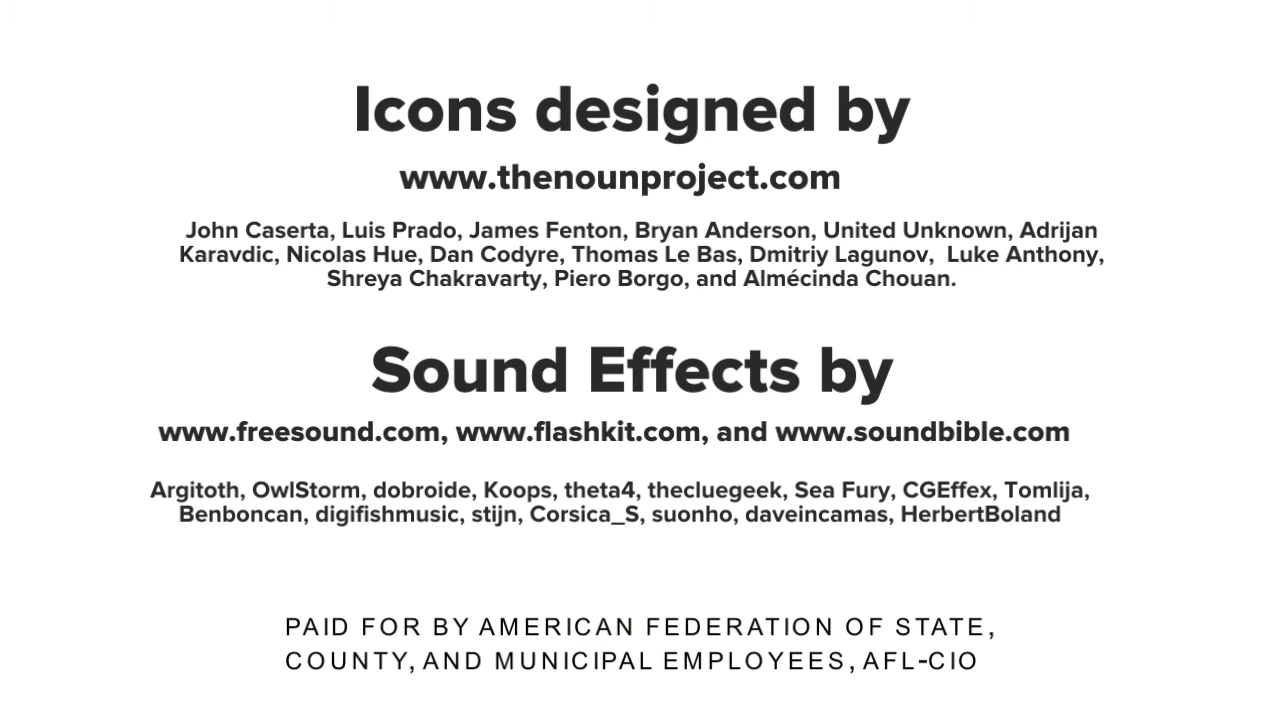 Icons designed by
www.thenounproject.com
John Caserta, Luis Prado, James Fenton, Bryan Anderson, United Unknown, Adrijan
Karavdic, Nicolas Hue, Dan Codyre, Thomas Le Bas, Dmitriy Lagunov,  Luke Anthony,
Shreya Chakravarty, Piero Borgo, and Almécinda Chouan.
Sound Effects by
www.freesound.com, www.flashkit.com, and www.soundbible.com
Argitoth, OwlStorm, dobroide, Koops, theta4, thecluegeek, Sea Fury, CGEffex, Tomlija,
Benboncan, digifishmusic, stijn, Corsica_S, suonho, daveincamas, HerbertBoland
PAID FOR BY AMERICAN FEDERATION OF STATE,
COUNTY, AND MUNICIPAL EMPLOYEES, AFL-CIO